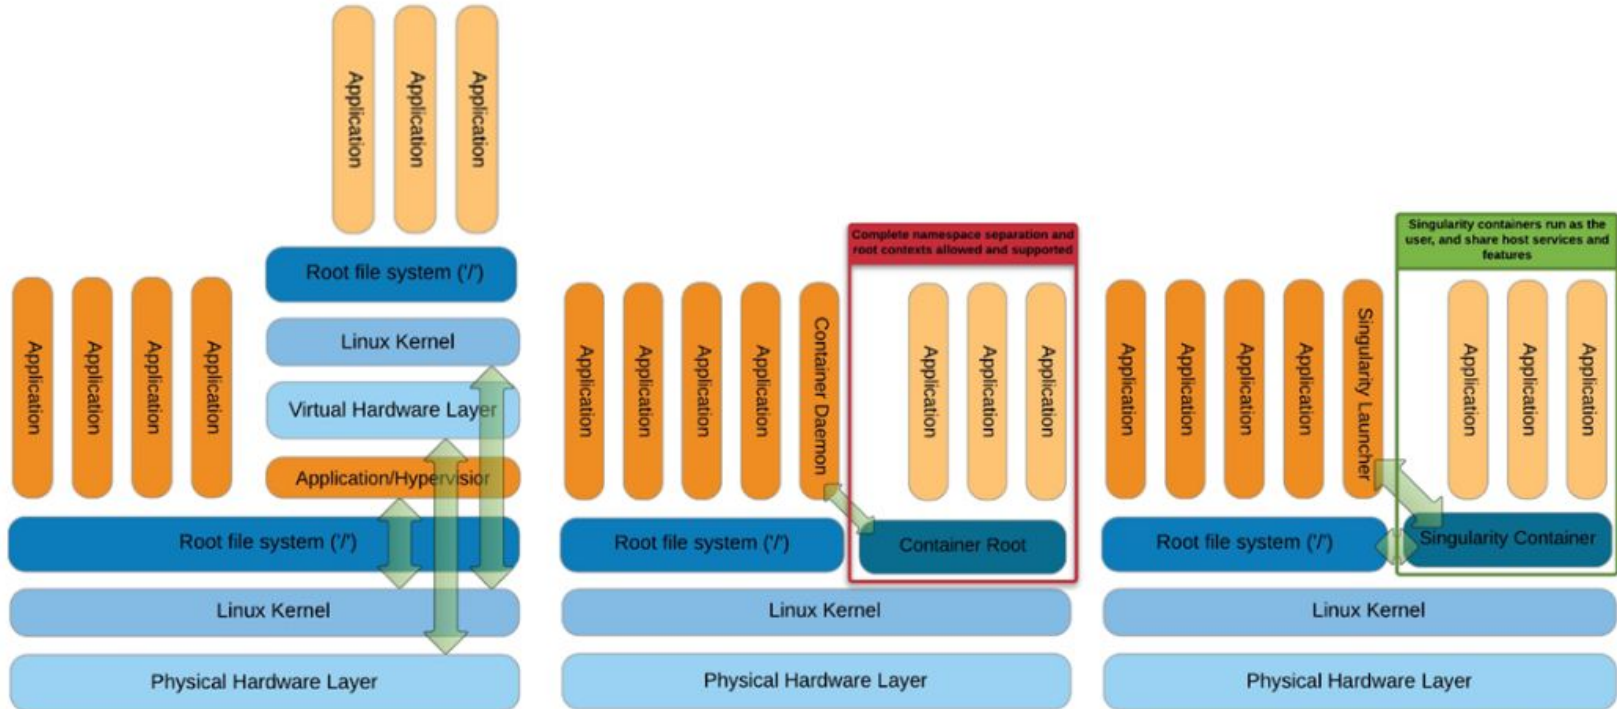 Application
Application
Application
Root file system ('/')
Linux Kernel
Virtual Hardware Layer
Application/Hypervisior
Application
Application
Application
Application
Root file system ('/')
Linux Kernel
Physical Hardware Layer
Application
Application
Application
Application
Container Daemon
Complete namespace separation and
root contexts allowed and supported
Application
Application
Application
Root file system ('/')
Container Root
Linux Kernel
Physical Hardware Layer
Application
Application
Application
Application
Singularity Launcher
Singularity containers run as the
user, and share host services and
features
Application
Application
Application
Root file system ('/')
Singularity Container
Linux Kernel
Physical Hardware Layer